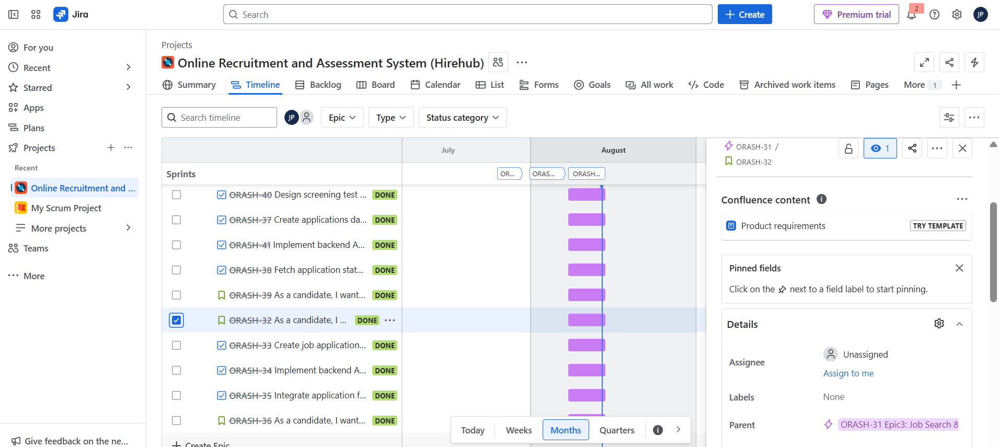 Jira
Search
Create
Premium trial
2
JP
For you
Recent
Starred
Apps
Plans
Projects
Recent
Online Recruitment and ...
My Scrum Project
More projects
Teams
More
Give feedback on the ne...
Projects
Online Recruitment and Assessment System (Hirehub)
Summary
Timeline
Backlog
Board
Calendar
List
Forms
Goals
All work
Code
Archived work items
Pages
More 1
Search timeline
JP
Epic
Type
Status category
July
August
Sprints
OR...
ORAS...
ORASH...
ORASH-40 Design screening test ... DONE
ORASH-37 Create applications da... DONE
ORASH-41 Implement backend A... DONE
ORASH-38 Fetch application stat... DONE
ORASH-39 As a candidate, I want... DONE
ORASH-32 As a candidate, I ... DONE
ORASH-33 Create job application... DONE
ORASH-34 Implement backend A... DONE
ORASH-35 Integrate application f... DONE
ORASH-36 As a candidate, I want... DONE
Create Epic
Today
Weeks
Months
Quarters
ORASH-31 /
ORASH-32
1
Confluence content
Product requirements
TRY TEMPLATE
Pinned fields
Click on the next to a field label to start pinning.
Details
Assignee
Unassigned
Assign to me
Labels
None
Parent
ORASH-31 Epic3: Job Search &